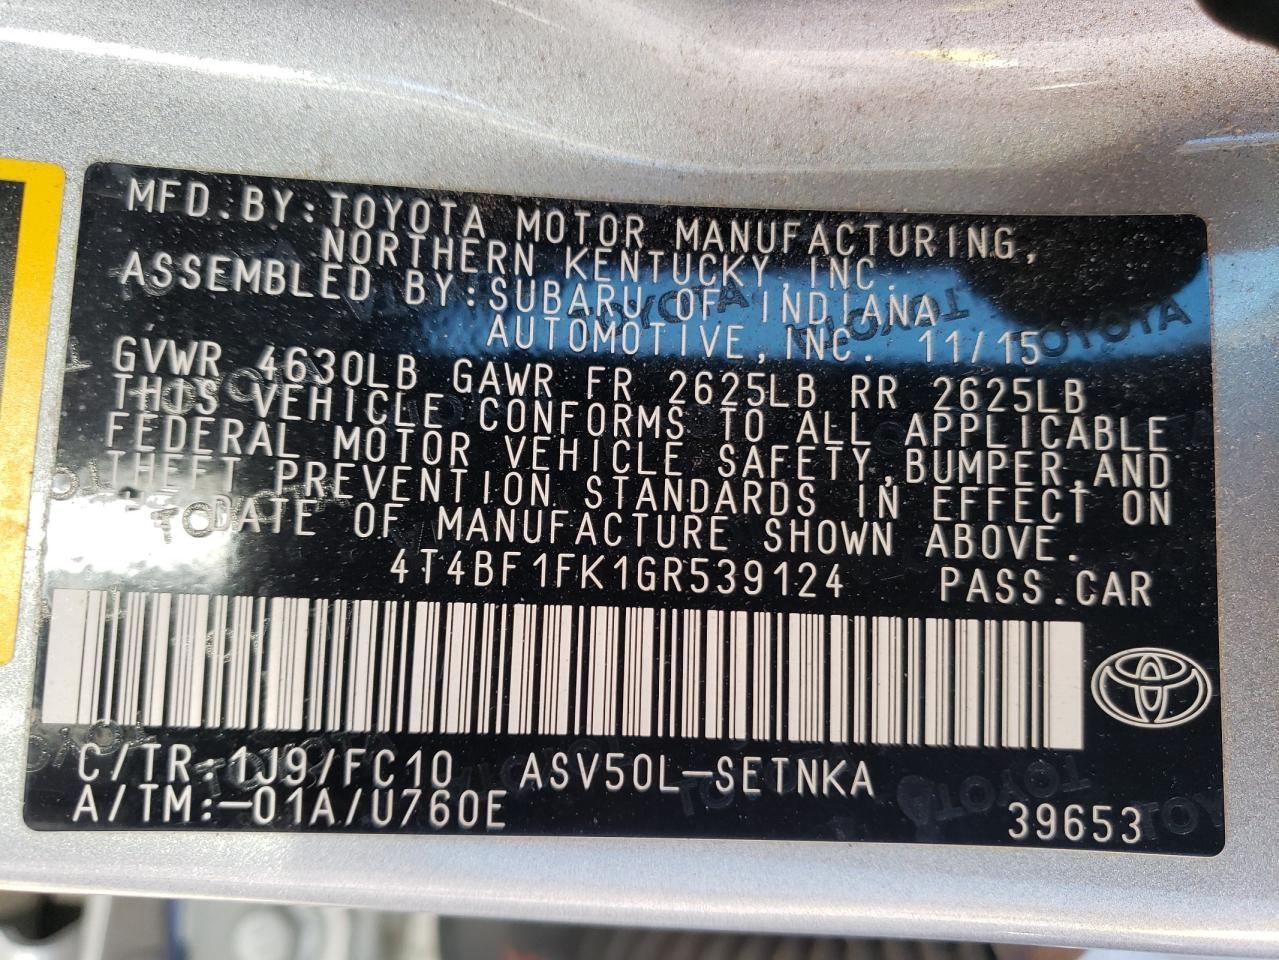 MFD.BY:TOYOTA MOTOR MANUFACTURING,
NORTHERN KENTUCKY,INC.
ASSEMBLED BY:SUBARU OF INDIANA
AUTOMOTIVE,INC. 11/15
GVWR 4630LB GAWR FR 2625LB RR 2625LB
THIS VEHICLE CONFORMS TO ALL APPLICABLE
FEDERAL MOTOR VEHICLE SAFETY,BUMPER,AND
THEFT PREVENTION STANDARDS IN EFFECT ON
DATE OF MANUFACTURE SHOWN ABOVE.
4T4BF1FK1GR539124 PASS.CAR
C/TR:1J9/FC10 ASV50L-SETNKA
A/TM:-01A/U760E
39653